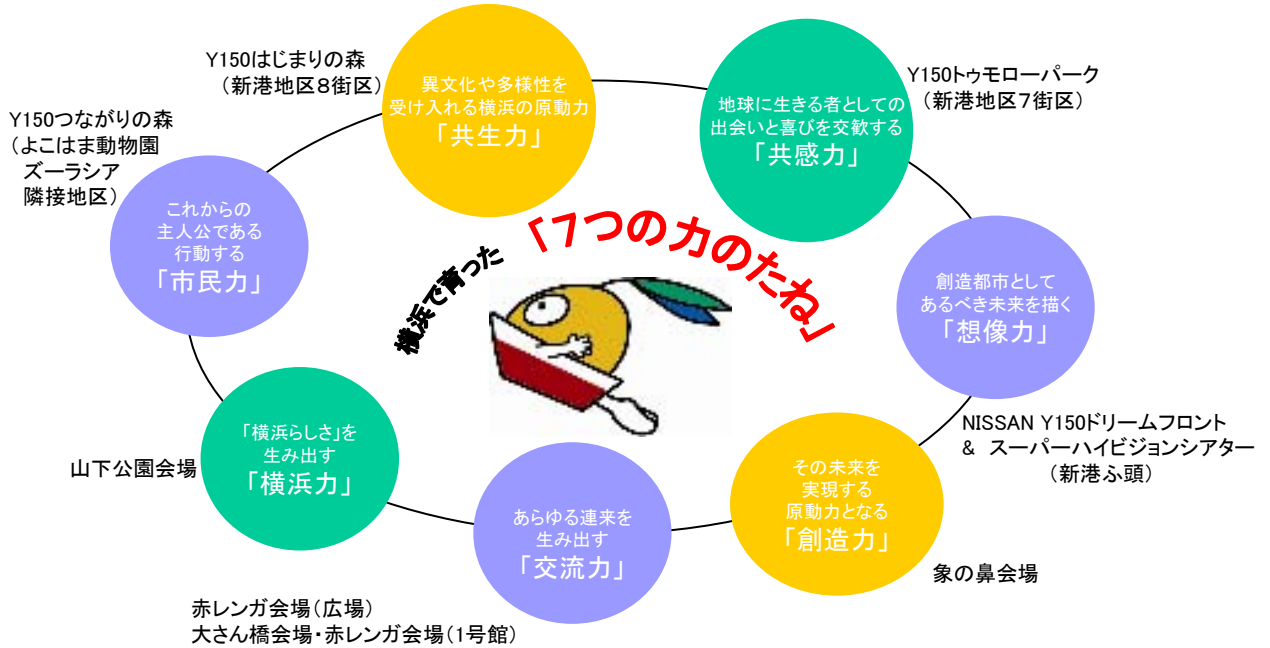 Y150はじまりの森
（新港地区８街区）
異文化や多様性を
受け入れる横浜の原動力
「共生力」
Y150トゥモローパーク
（新港地区７街区）
地球に生きる者としての
出会いと喜びを交歓する
「共感力」
Y150つながりの森
（よこはま動物園
ズーラシア
隣接地区）
これからの
主人公である
行動する
「市民力」
横浜で育った「7つの力のたね」
創造都市として
あるべき未来を描く
「想像力」
NISSAN Y150ドリームフロント
& スーパーハイビジョンシアター
（新港ふ頭）
「横浜らしさ」を
生み出す
「横浜力」
山下公園会場
その未来を
実現する
原動力となる
「創造力」
象の鼻会場
あらゆる連来を
生み出す
「交流力」
赤レンガ会場（広場）
大さん橋会場・赤レンガ会場（１号館）